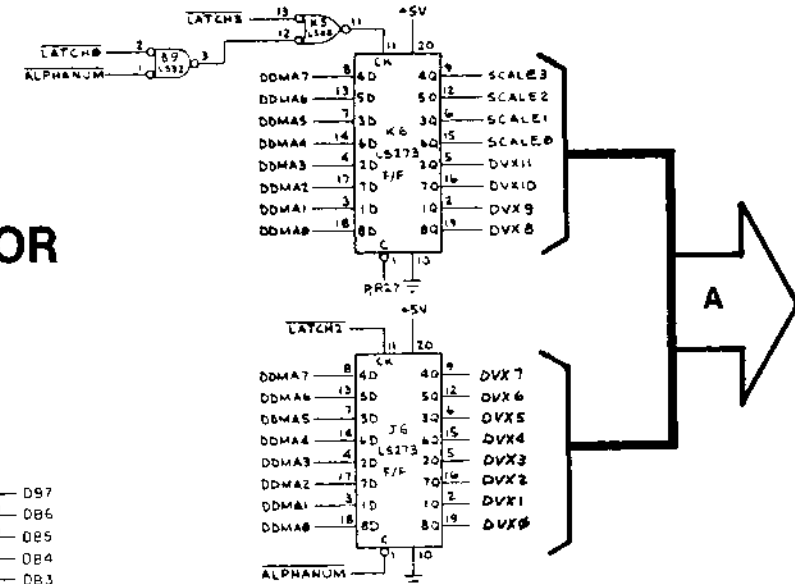 LATCH3 13
12
11
+5V
LATCH0 2
ALPHANUM 1
3
LS32
11 20
CK
DDMA7 8 4D 4Q 9 SCALE3
DDMA6 13 5D 5Q 12 SCALE2
DDMA5 7 3D 3Q 6 SCALE1
DDMA4 14 6D 6Q 15 SCALE0
DDMA3 4 2D 2Q 5 DVX11
DDMA2 17 7D 7Q 16 DVX10
DDMA1 3 1D 1Q 2 DVX9
DDMA0 18 8D 8Q 19 DVX8
K6
LS273
F/F
C
1 10
OR
A
+5V
LATCH2
11 20
CK
DDMA7 8 4D 4Q 9 DVX7
DDMA6 13 5D 5Q 12 DVX6
DDMA5 7 3D 3Q 6 DVX5
DDMA4 14 6D 6Q 15 DVX4
DDMA3 4 2D 2Q 5 DVX3
DDMA2 17 7D 7Q 16 DVX2
DDMA1 3 1D 1Q 2 DVX1
DDMA0 18 8D 8Q 19 DVX0
J6
LS273
F/F
C
1 10
ALPHANUM
DB7
DB6
DB5
DB4
DB3